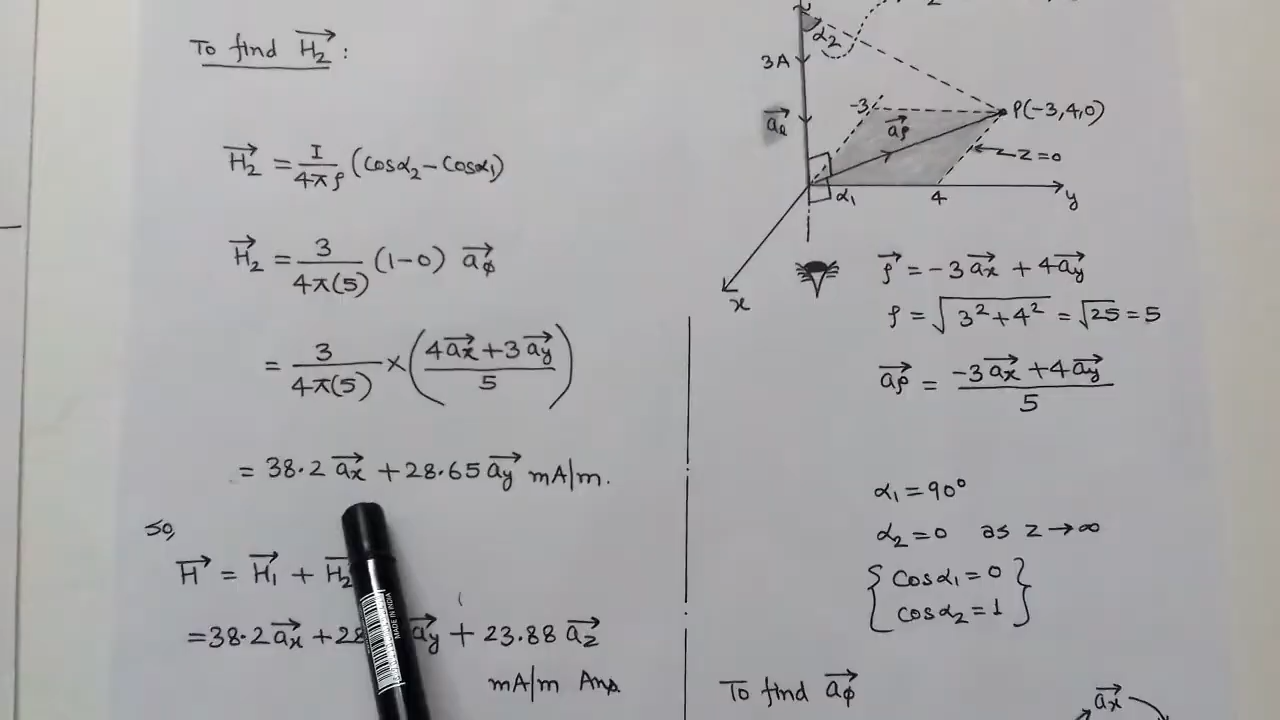 To find H₂⃗ :
H₂⃗ = I/4πρ (cosα₂ - cosα₁)
H₂⃗ = 3/4π(5) (1-0) aϕ⃗
= 3/4π(5) × (4ax⃗ + 3ay⃗/5)
= 38.2 ax⃗ + 28.65 ay⃗ mA/m.
So,
H⃗ = H₁⃗ + H₂
= 38.2 ax⃗ + 28 ay⃗ + 23.88 az⃗
mA/m Ans.
MADE IN INDIA
α₂
3A
-3
P(-3,4,0)
aρ⃗
z=0
α₁
4
y
x
ρ⃗ = -3ax⃗ + 4ay⃗
ρ = √3² + 4² = √25 = 5
aρ⃗ = -3ax⃗ + 4ay⃗/5
α₁ = 90°
α₂ = 0 as z → ∞
{ cosα₁ = 0
cosα₂ = 1 }
To find aϕ⃗
ax⃗